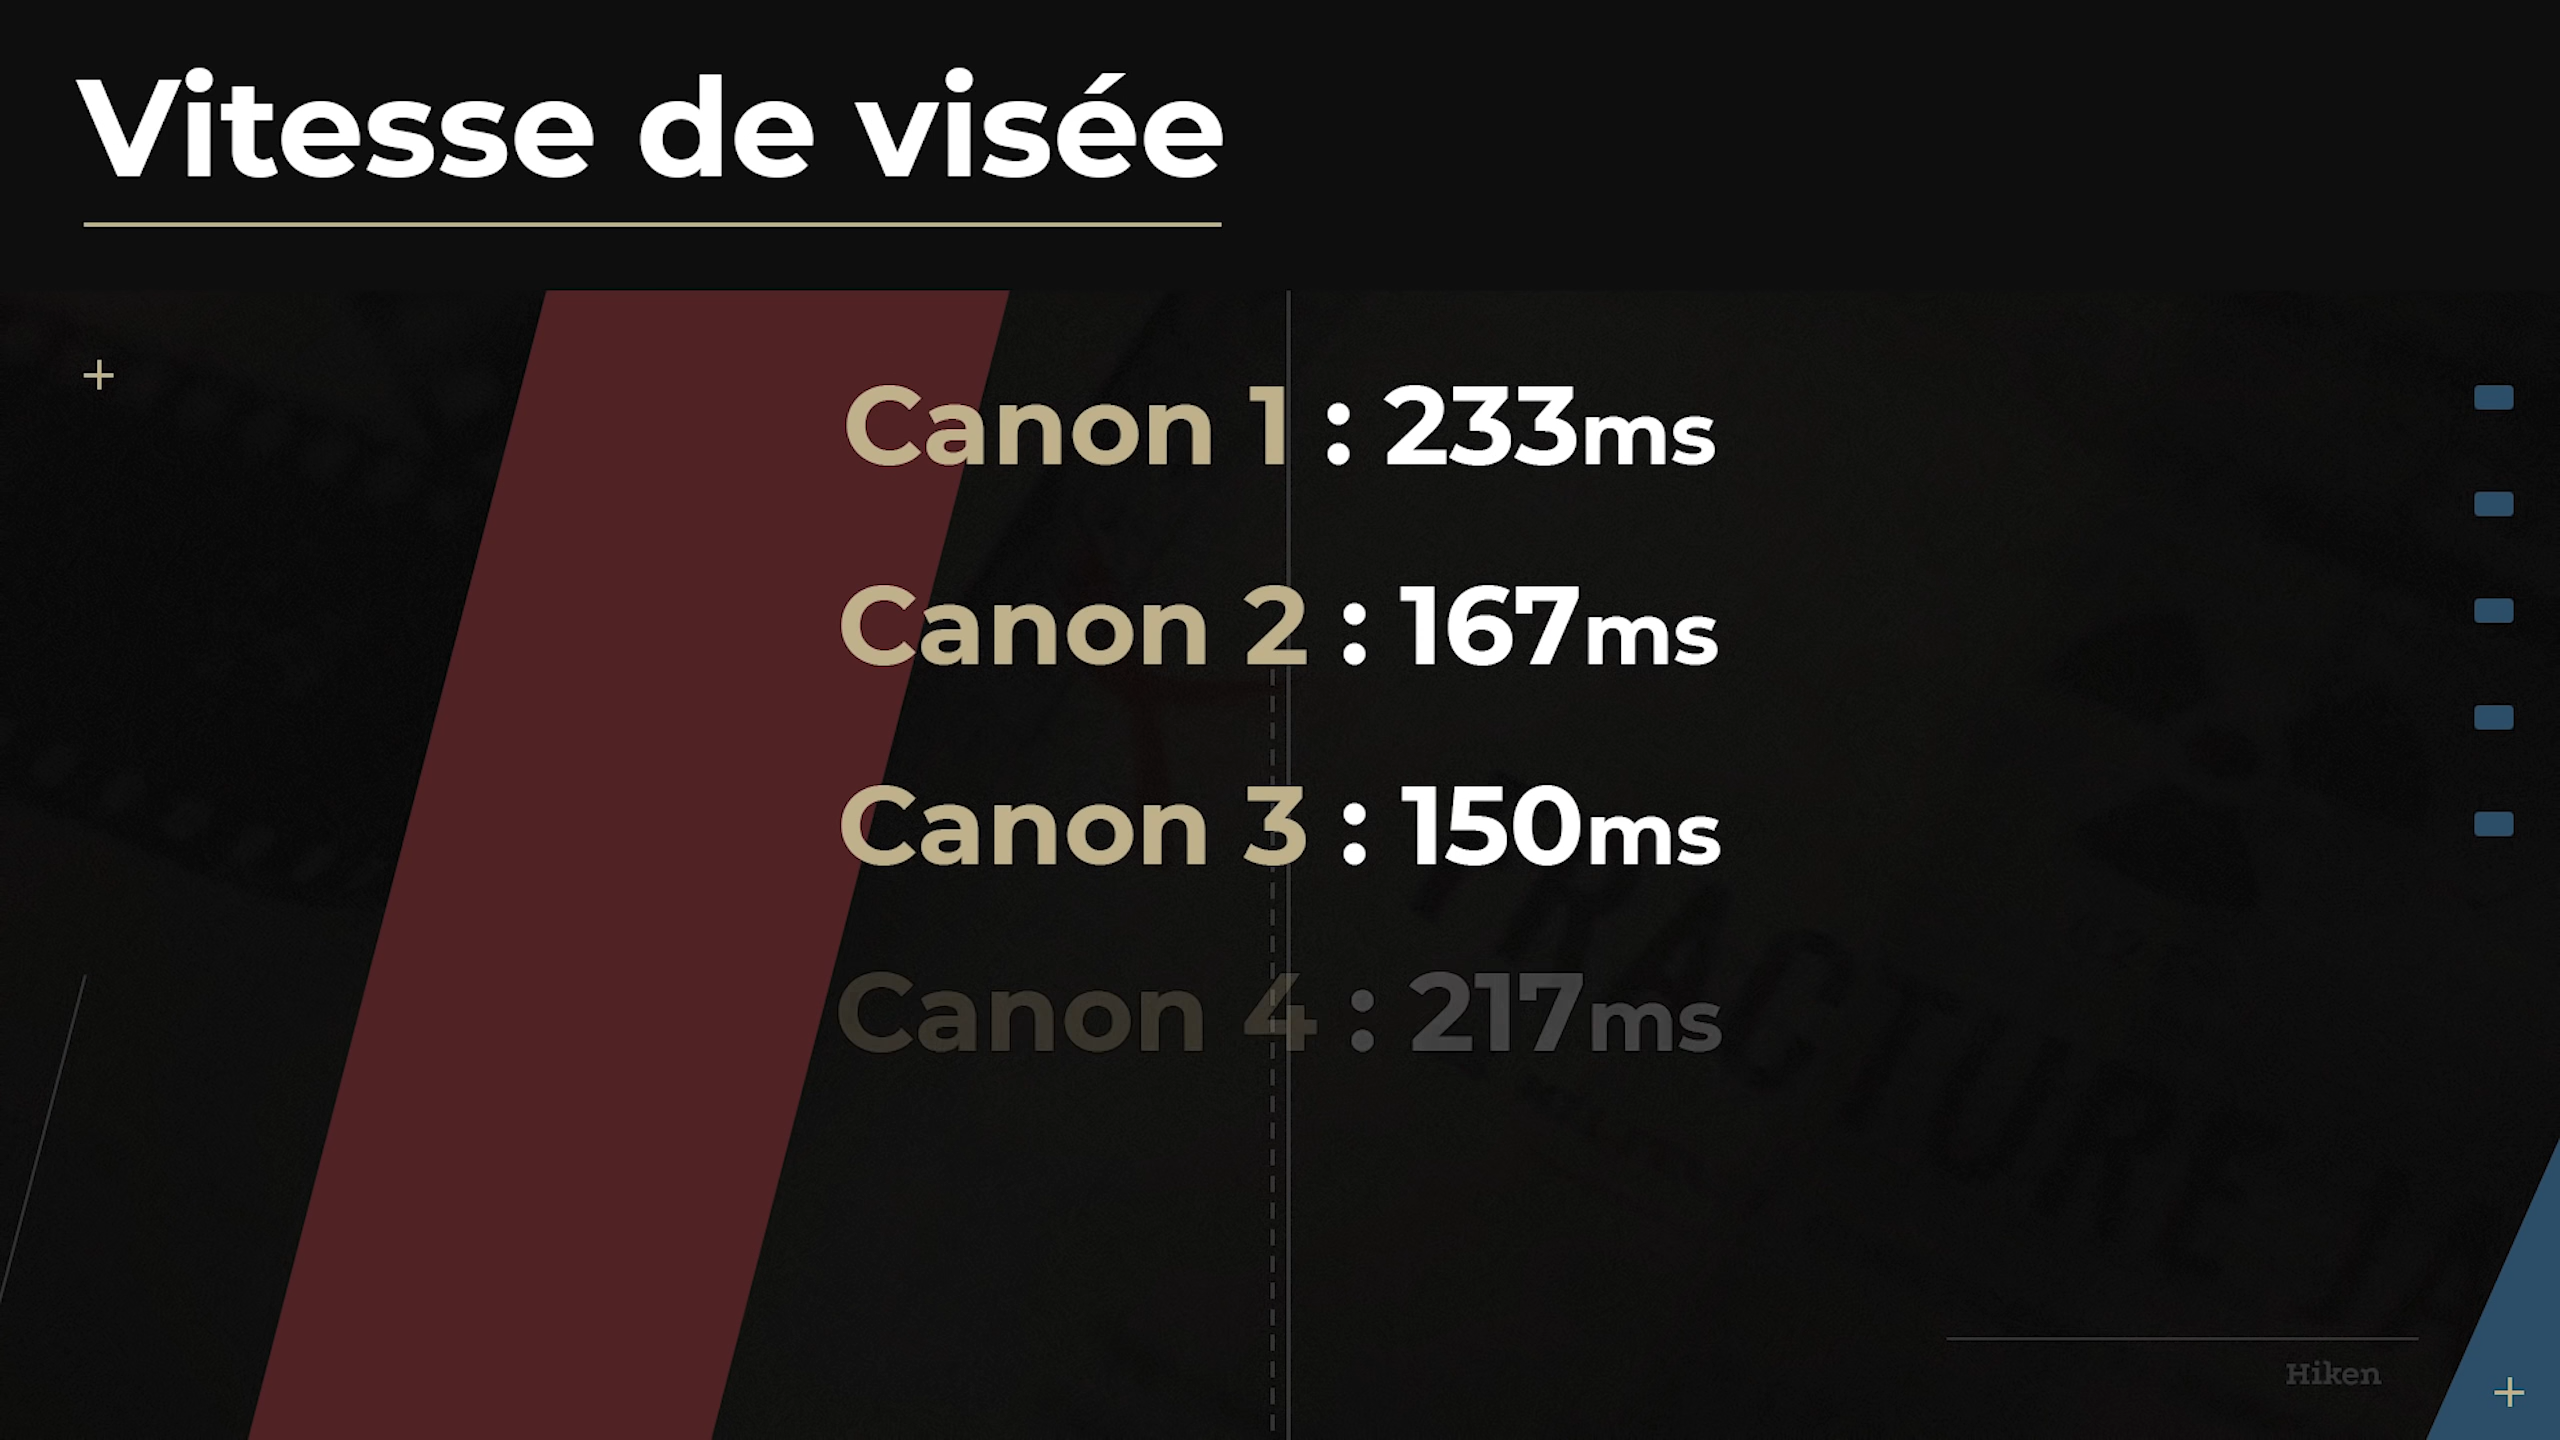 Vitesse de visée
Canon 1 : 233ms
Canon 2 : 167ms
Canon 3 : 150ms
Canon 4 : 217ms
Hiken